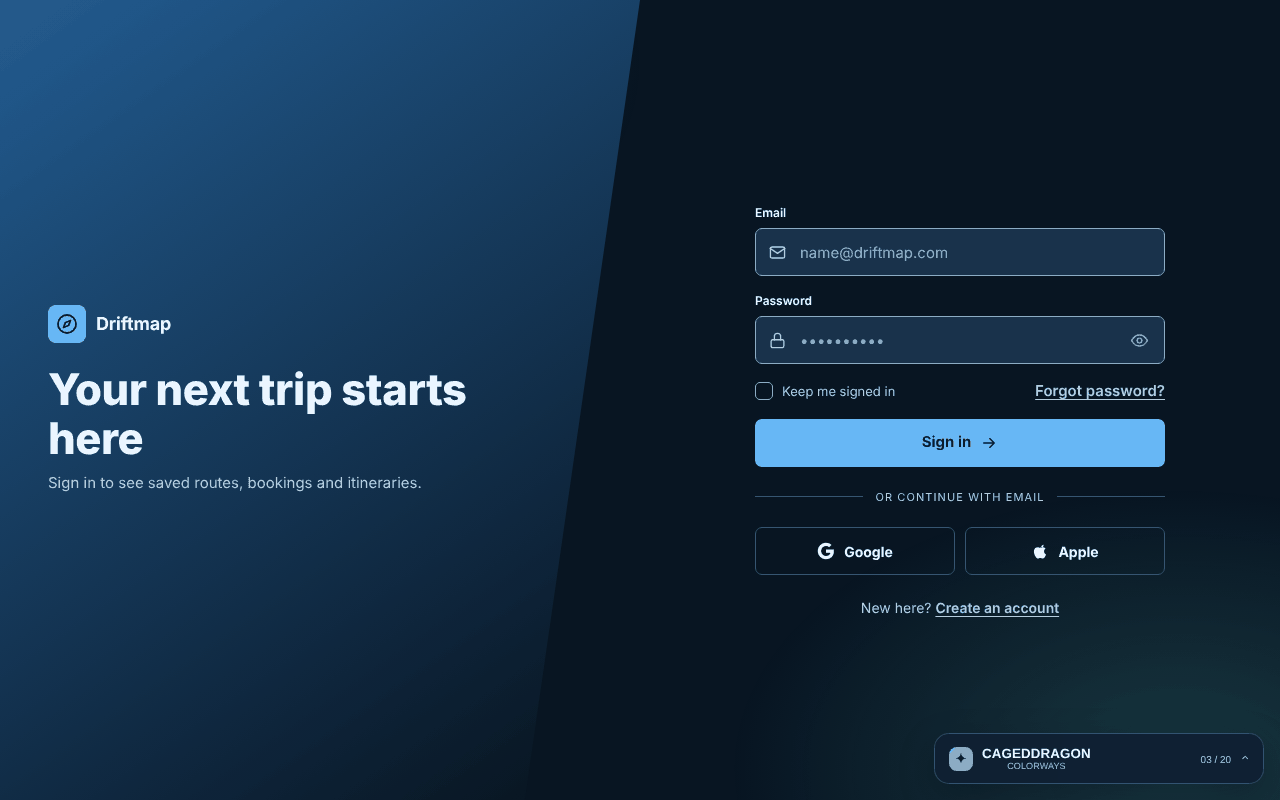 Driftmap
Your next trip starts
here
Sign in to see saved routes, bookings and itineraries.
Email
name@driftmap.com
Password
Keep me signed in
Forgot password?
Sign in
OR CONTINUE WITH EMAIL
Google
Apple
New here? Create an account
CAGEDDRAGON
COLORWAYS
03 / 20